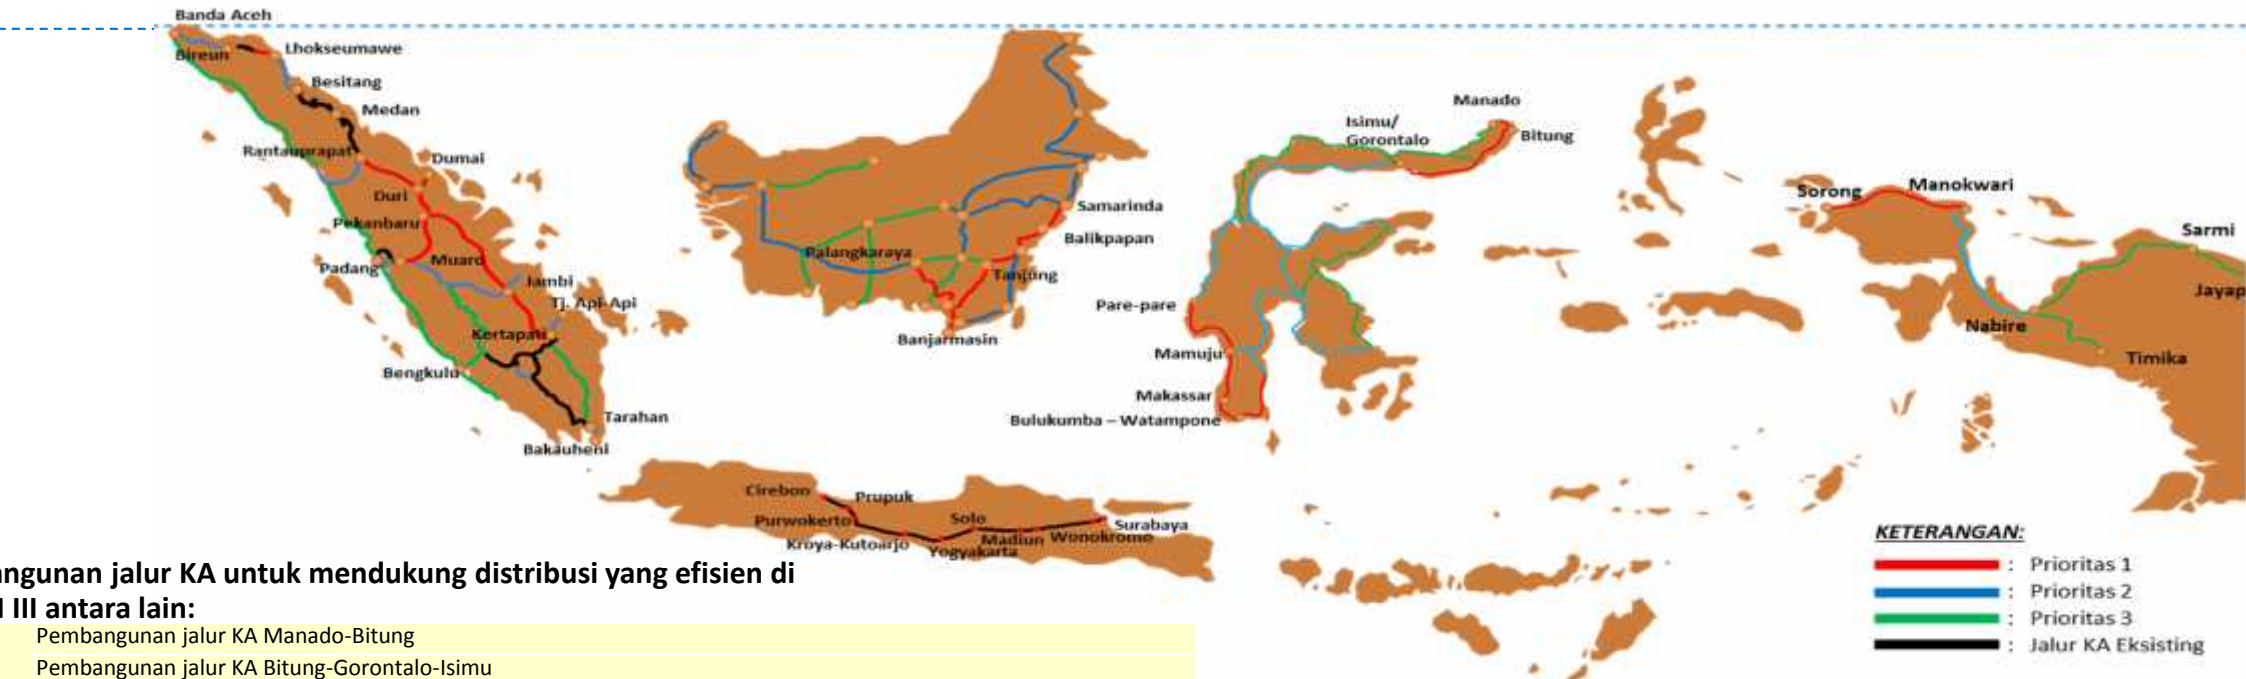 Banda Aceh
Bireun
Lhokseumawe
Besitang
Medan
Rantauprapat
Dumai
Duri
Pekanbaru
Padang
Muaro
Jambi
Tj. Api-Api
Kertapati
Bengkulu
Tarahan
Bakauheni
Samarinda
Balikpapan
Palangkaraya
Tanjung
Banjarmasin
Manado
Isimu/
Gorontalo
Bitung
Pare-pare
Mamuju
Makassar
Bulukumba – Watampone
Sorong
Manokwari
Sarmi
Jayap
Nabire
Timika
Cirebon
Prupuk
Purwokerto
Solo
Surabaya
Kroya-Kutoarjo
Yogyakarta
Madiun
Wonokromo
KETERANGAN:
: Prioritas 1
: Prioritas 2
: Prioritas 3
: Jalur KA Eksisting
angunan jalur KA untuk mendukung distribusi yang efisien di
III antara lain:
Pembangunan jalur KA Manado-Bitung
Pembangunan jalur KA Bitung-Gorontalo-Isimu